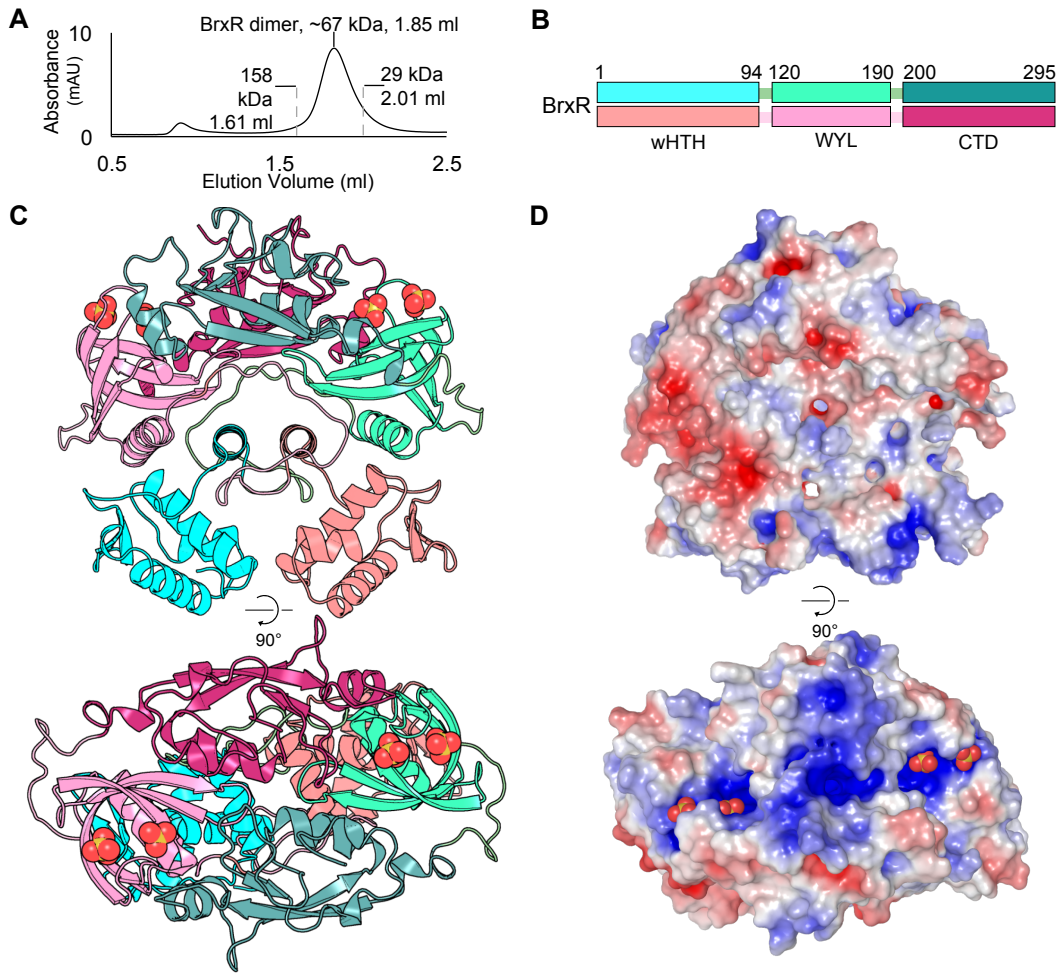 A
BrxR dimer, ~67 kDa, 1.85 ml
10
Absorbance
(mAU)
158
kDa
1.61 ml
29 kDa
2.01 ml
0
0.5
1.5
2.5
Elution Volume (ml)
B
1
94
120
190
200
295
BrxR
wHTH
WYL
CTD
C
90°
D
90°